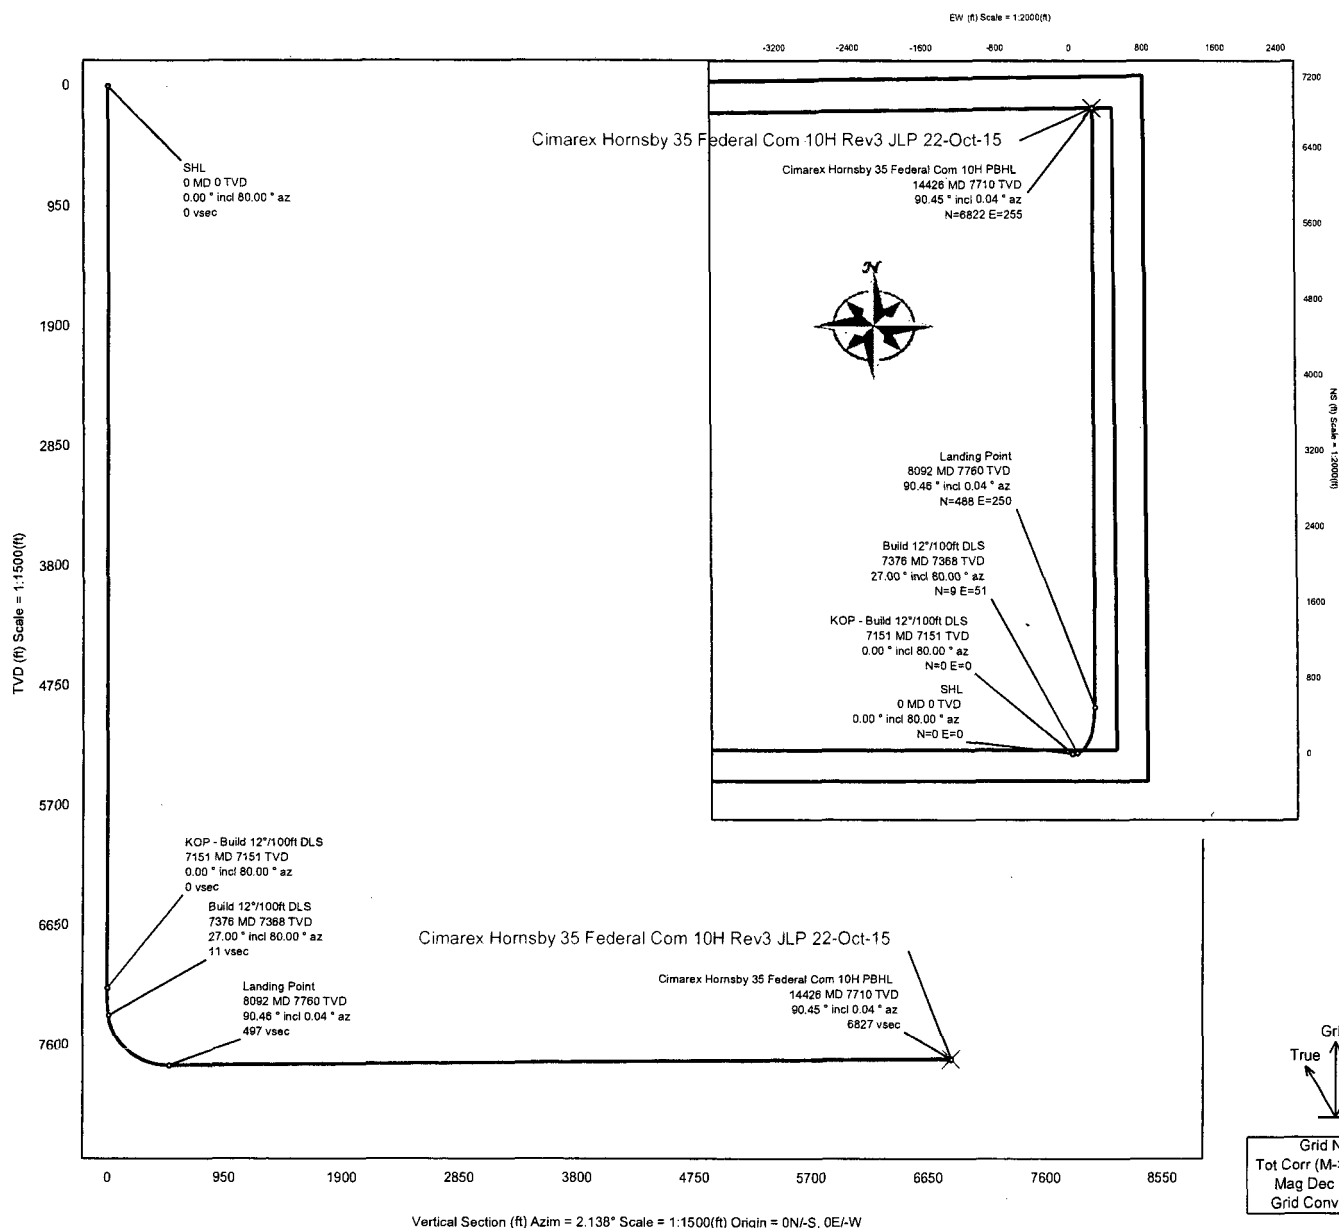 EW (ft) Scale = 1:2000(ft)
-3200 -2400 -1600 -800 0 800 1600 2400
0
950
1900
2850
3800
4750
5700
6650
7600
TVD (ft) Scale = 1:1500(ft)
SHL
0 MD 0 TVD
0.00 ° incl 80.00 ° az
0 vsec
Cimarex Hornsby 35 Federal Com 10H Rev3 JLP 22-Oct-15
Cimarex Hornsby 35 Federal Com 10H PBHL
14426 MD 7710 TVD
90.45 ° incl 0.04 ° az
N=6822 E=255
N
Landing Point
8092 MD 7760 TVD
90.46 ° incl 0.04 ° az
N=488 E=250
Build 12°/100ft DLS
7376 MD 7368 TVD
27.00 ° incl 80.00 ° az
N=9 E=51
KOP - Build 12°/100ft DLS
7151 MD 7151 TVD
0.00 ° incl 80.00 ° az
N=0 E=0
SHL
0 MD 0 TVD
0.00 ° incl 80.00 ° az
N=0 E=0
7200
6400
5600
4800
4000
3200
2400
1600
800
0
NS (ft) Scale = 1:2000(ft)
KOP - Build 12°/100ft DLS
7151 MD 7151 TVD
0.00 ° incl 80.00 ° az
0 vsec
Build 12°/100ft DLS
7376 MD 7368 TVD
27.00 ° incl 80.00 ° az
11 vsec
Landing Point
8092 MD 7760 TVD
90.46 ° incl 0.04 ° az
497 vsec
Cimarex Hornsby 35 Federal Com 10H Rev3 JLP 22-Oct-15
Cimarex Hornsby 35 Federal Com 10H PBHL
14426 MD 7710 TVD
90.45 ° incl 0.04 ° az
6827 vsec
0 950 1900 2850 3800 4750 5700 6650 7600 8550
Vertical Section (ft) Azim = 2.138° Scale = 1:1500(ft) Origin = 0N/-S, 0E/-W
Gri
True
Grid N
Tot Corr (M-
Mag Dec
Grid Conv